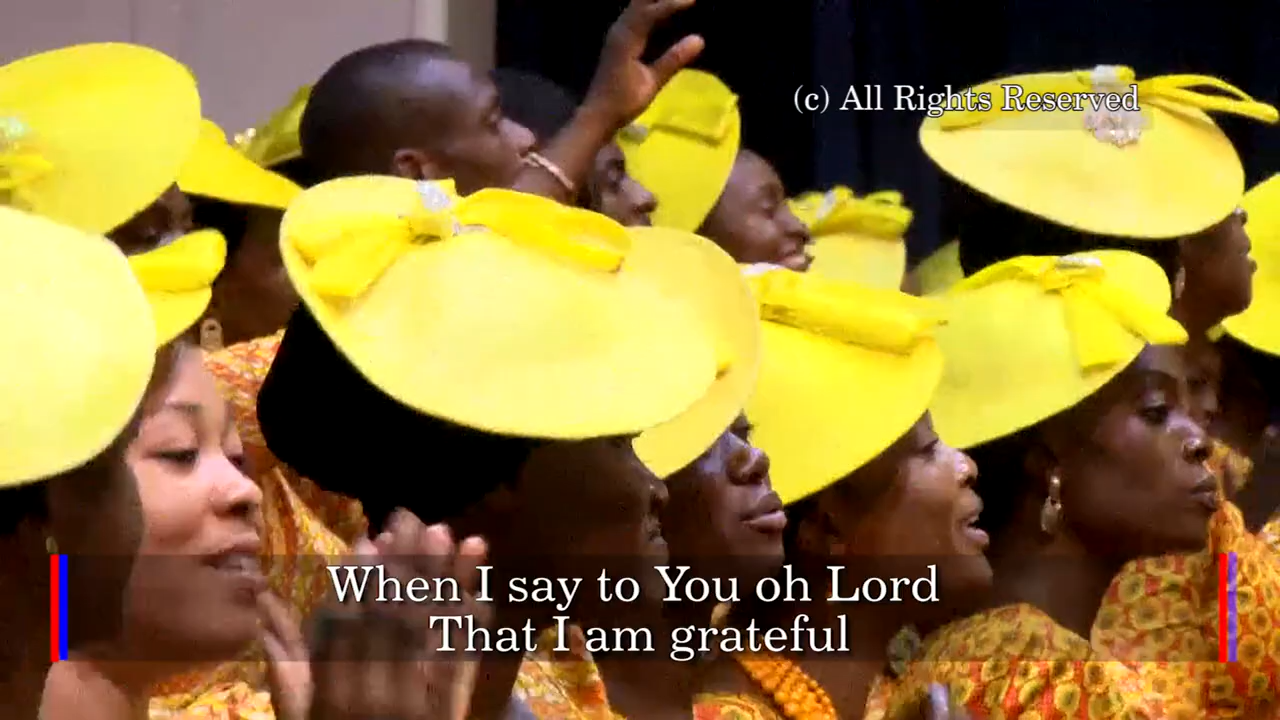 (c) All Rights Reserved
When I say to You oh Lord
That I am grateful